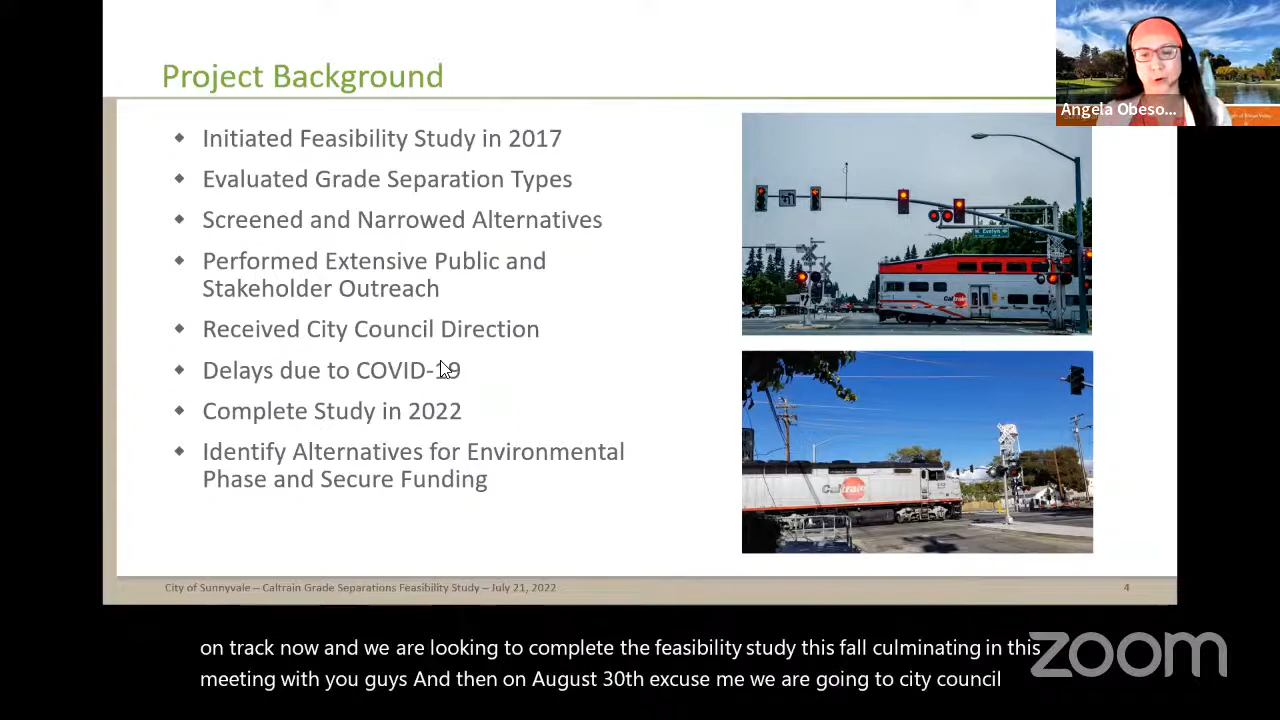 Project Background
Initiated Feasibility Study in 2017
Evaluated Grade Separation Types
Screened and Narrowed Alternatives
Performed Extensive Public and
Stakeholder Outreach
Received City Council Direction
Delays due to COVID-19
Complete Study in 2022
Identify Alternatives for Environmental
Phase and Secure Funding
Angela Obeso...
W. Evelyn
Caltrain
Caltrain
City of Sunnyvale – Caltrain Grade Separations Feasibility Study – July 21, 2022
4
on track now and we are looking to complete the feasibility study this fall culminating in this
meeting with you guys And then on August 30th excuse me we are going to city council
zoom